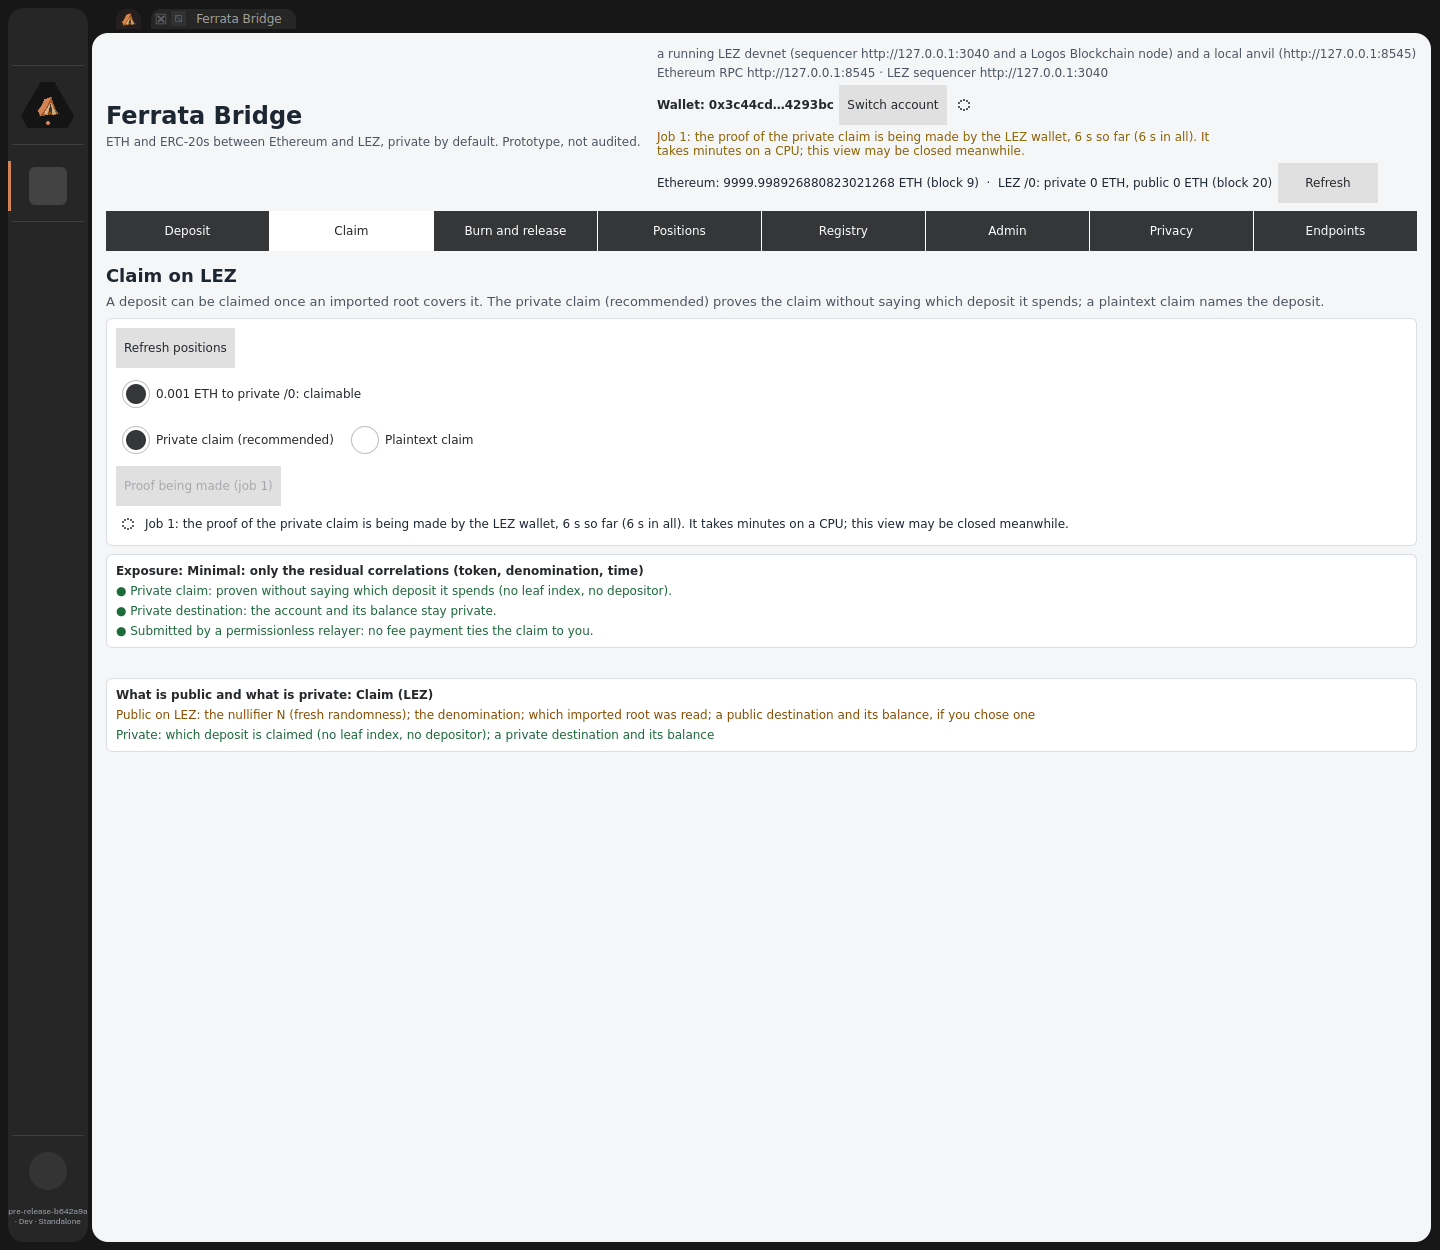 Ferrata Bridge
a running LEZ devnet (sequencer http://127.0.0.1:3040 and a Logos Blockchain node) and a local anvil (http://127.0.0.1:8545)
Ethereum RPC http://127.0.0.1:8545 · LEZ sequencer http://127.0.0.1:3040
Ferrata Bridge
ETH and ERC-20s between Ethereum and LEZ, private by default. Prototype, not audited.
Wallet: 0x3c44cd…4293bc Switch account
Job 1: the proof of the private claim is being made by the LEZ wallet, 6 s so far (6 s in all). It
takes minutes on a CPU; this view may be closed meanwhile.
Ethereum: 9999.998926880823021268 ETH (block 9) · LEZ /0: private 0 ETH, public 0 ETH (block 20) Refresh
Deposit Claim Burn and release Positions Registry Admin Privacy Endpoints
Claim on LEZ
A deposit can be claimed once an imported root covers it. The private claim (recommended) proves the claim without saying which deposit it spends; a plaintext claim names the deposit.
Refresh positions
0.001 ETH to private /0: claimable
Private claim (recommended) Plaintext claim
Proof being made (job 1)
Job 1: the proof of the private claim is being made by the LEZ wallet, 6 s so far (6 s in all). It takes minutes on a CPU; this view may be closed meanwhile.
Exposure: Minimal: only the residual correlations (token, denomination, time)
● Private claim: proven without saying which deposit it spends (no leaf index, no depositor).
● Private destination: the account and its balance stay private.
● Submitted by a permissionless relayer: no fee payment ties the claim to you.
What is public and what is private: Claim (LEZ)
Public on LEZ: the nullifier N (fresh randomness); the denomination; which imported root was read; a public destination and its balance, if you chose one
Private: which deposit is claimed (no leaf index, no depositor); a private destination and its balance
pre-release-b642a9a
· Dev · Standalone